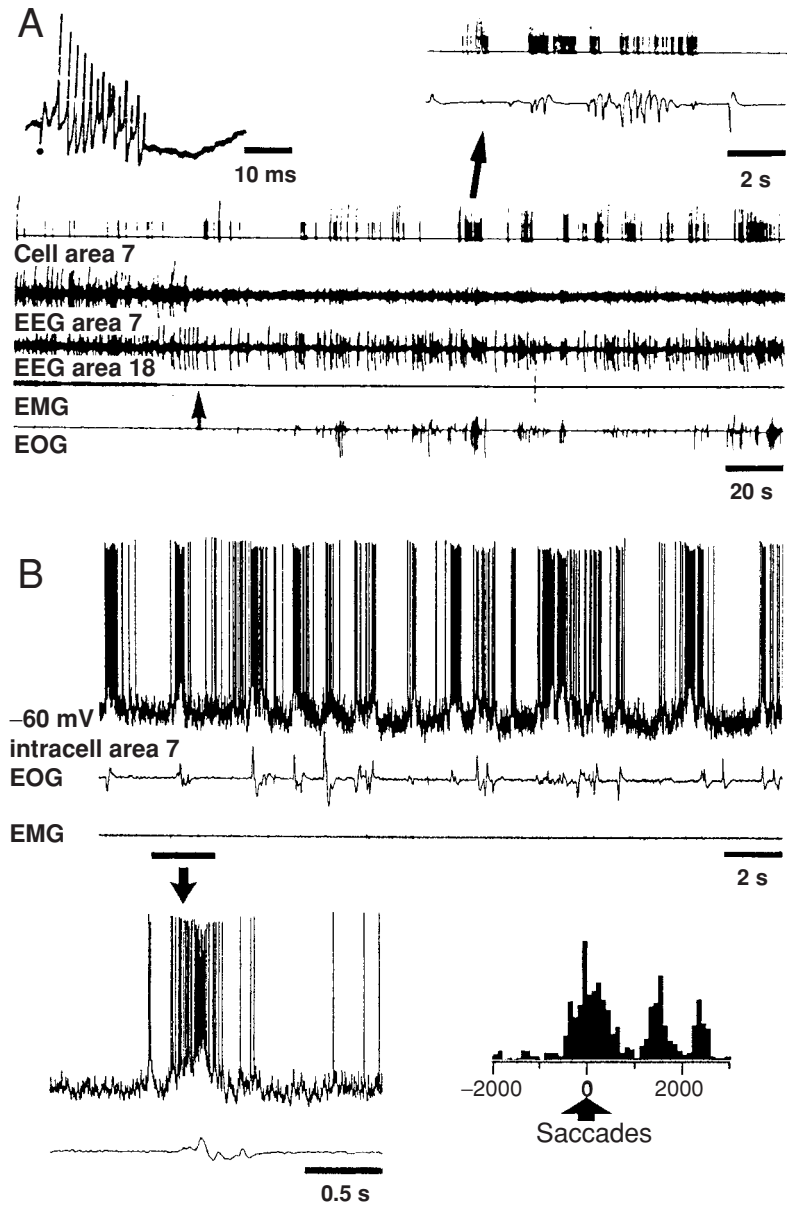 A
10 ms
2 s
Cell area 7
EEG area 7
EEG area 18
EMG
EOG
20 s
B
–60 mV
intracell area 7
EOG
EMG
2 s
0.5 s
–2000 0 2000
Saccades